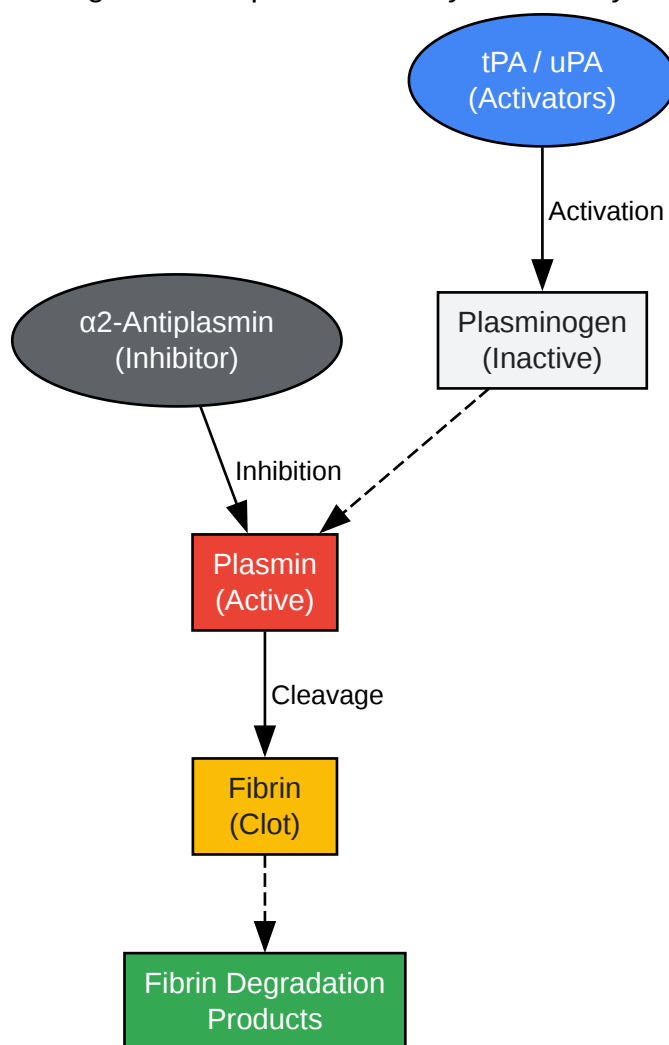 tPA / uPA
(Activators)
Activation
α2-Antiplasmin
(Inhibitor)
Plasminogen
(Inactive)
Inhibition
Plasmin
(Active)
Cleavage
Fibrin
(Clot)
Fibrin Degradation
Products